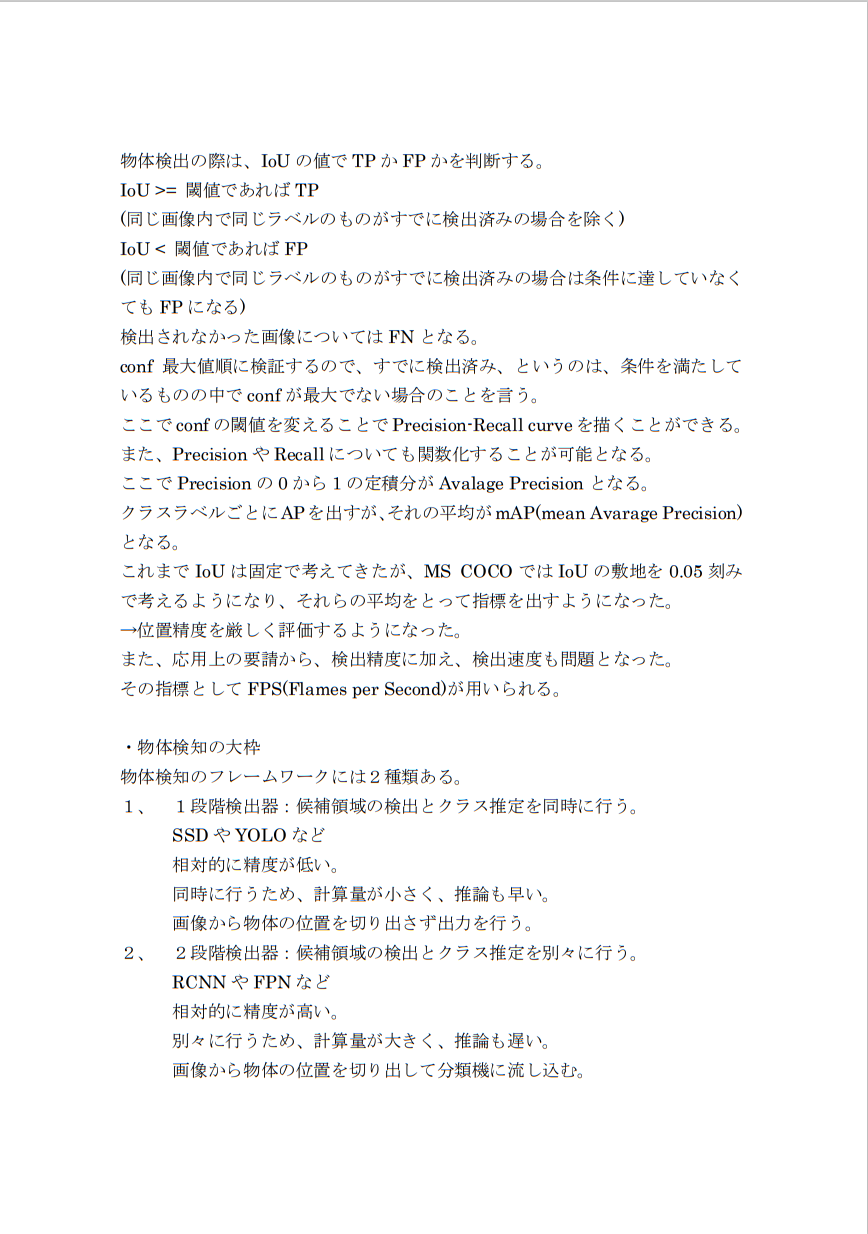 物体検出の際は、IoU の値で TP か FP かを判断する。
IoU >= 閾値であれば TP
(同じ画像内で同じラベルのものがすでに検出済みの場合を除く)
IoU < 閾値であれば FP
(同じ画像内で同じラベルのものがすでに検出済みの場合は条件に達していなく
ても FP になる)
検出されなかった画像については FN となる。
conf 最大値順に検証するので、すでに検出済み、というのは、条件を満たして
いるものの中で conf が最大でない場合のことを言う。
ここで conf の閾値を変えることで Precision-Recall curve を描くことができる。
また、Precision や Recall についても関数化することが可能となる。
ここで Precision の 0 から 1 の定積分が Avalage Precision となる。
クラスラベルごとに AP を出すが、それの平均が mAP(mean Avarage Precision)
となる。
これまで IoU は固定で考えてきたが、MS COCO では IoU の敷地を 0.05 刻み
で考えるようになり、それらの平均をとって指標を出すようになった。
→位置精度を厳しく評価するようになった。
また、応用上の要請から、検出精度に加え、検出速度も問題となった。
その指標として FPS(Flames per Second)が用いられる。
・物体検知の大枠
物体検知のフレームワークには２種類ある。
１、 １段階検出器：候補領域の検出とクラス推定を同時に行う。
SSD や YOLO など
相対的に精度が低い。
同時に行うため、計算量が小さく、推論も早い。
画像から物体の位置を切り出さず出力を行う。
２、 ２段階検出器：候補領域の検出とクラス推定を別々に行う。
RCNN や FPN など
相対的に精度が高い。
別々に行うため、計算量が大きく、推論も遅い。
画像から物体の位置を切り出して分類機に流し込む。